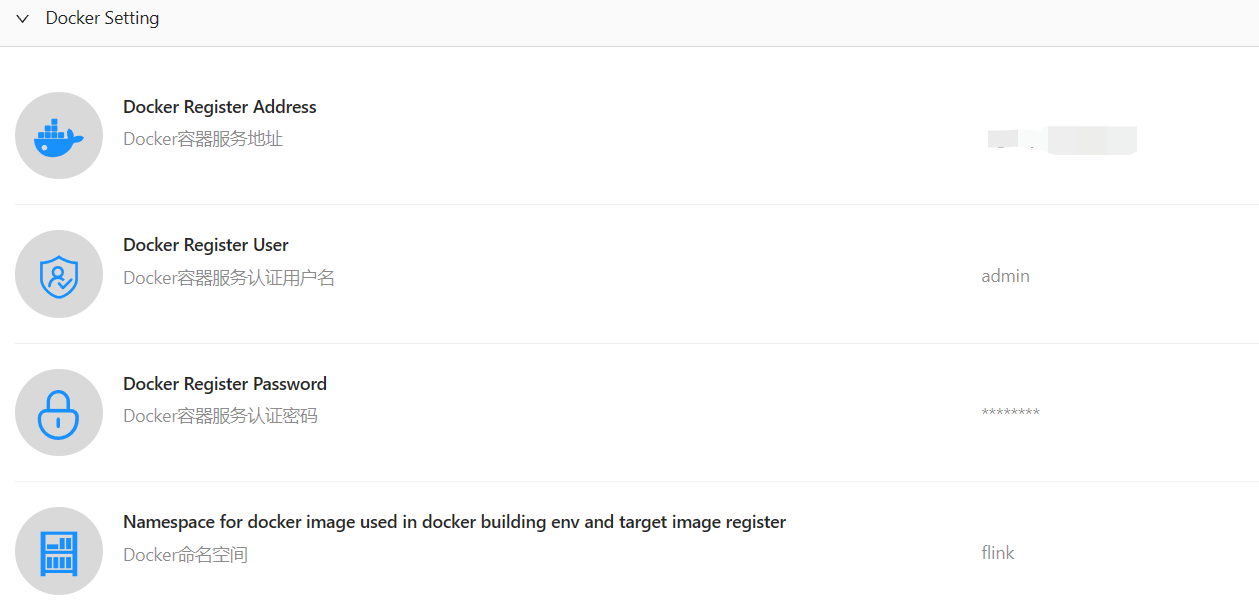 Docker Setting
Docker Register Address
Docker容器服务地址
Docker Register User
Docker容器服务认证用户名
admin
Docker Register Password
Docker容器服务认证密码
********
Namespace for docker image used in docker building env and target image register
Docker命名空间
flink